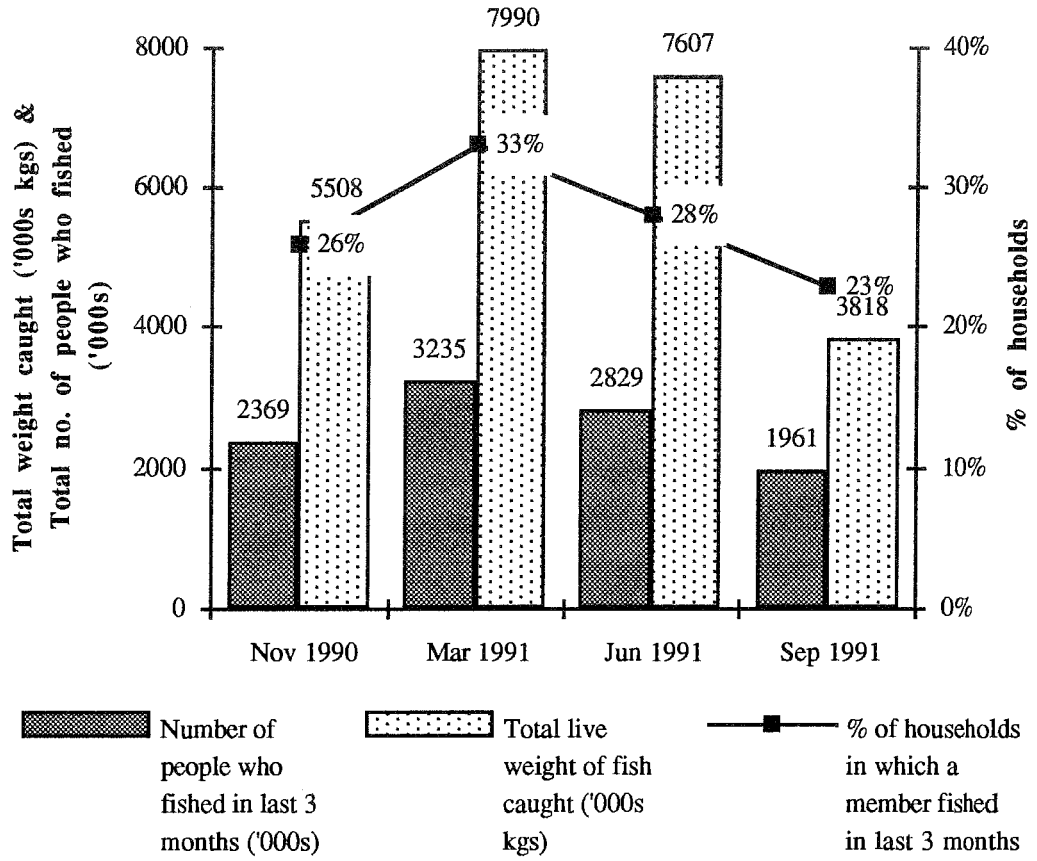 Total weight caught ('000s kgs) &
Total no. of people who fished
('000s)
8000
6000
4000
2000
0
7990
7607
5508
33%
26%
28%
23%
3818
3235
2829
2369
1961
40%
30%
20%
10%
0%
% of households
Nov 1990
Mar 1991
Jun 1991
Sep 1991
Number of
people who
fished in last 3
months ('000s)
Total live
weight of fish
caught ('000s
kgs)
% of households
in which a
member fished
in last 3 months